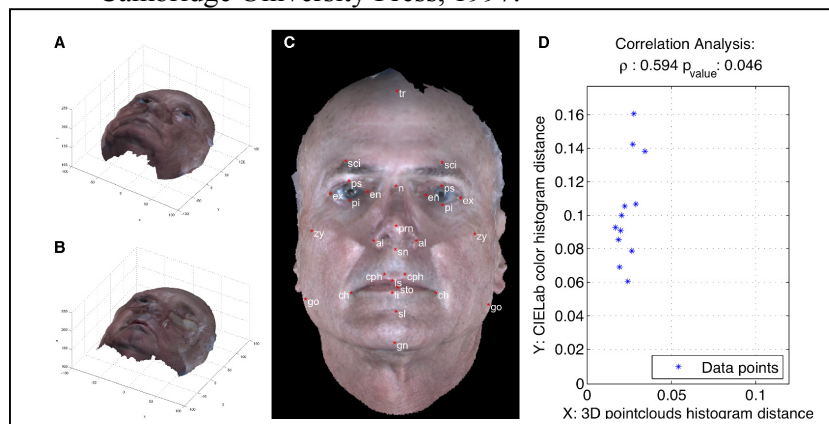 Cambridge University Press, 1997.
A
B
C
tr
sci sci
ps ps
n
en en
ex ex
pi pi
prn
zy zy
al al
sn
cph cph
ls
sto
ch ch
li
go go
sl
gn
D
Correlation Analysis:
ρ : 0.594 p_value: 0.046
Y: CIELab color histogram distance
0.16
0.14
0.12
0.1
0.08
0.06
0.04
0.02
0
0 0.05 0.1
Data points
X: 3D pointclouds histogram distance